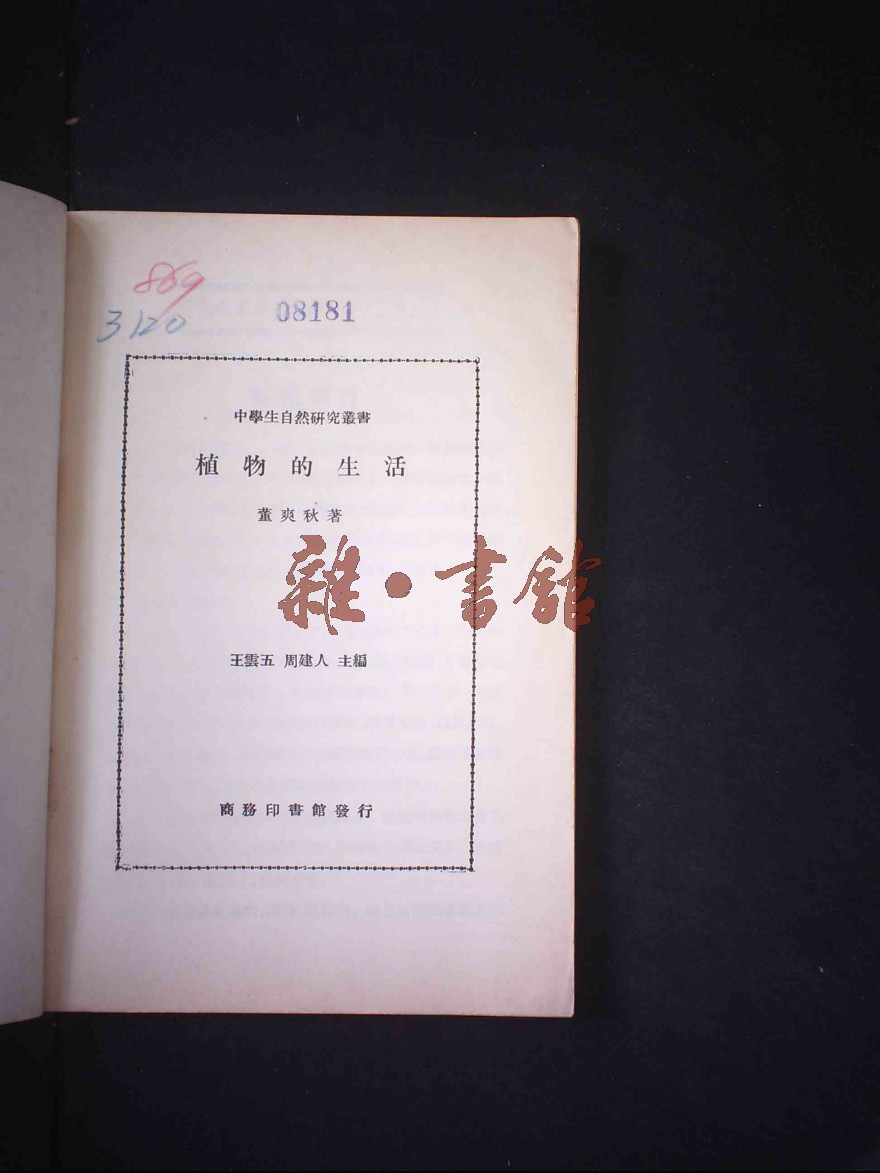 869
3120
08181
中學生自然研究叢書
植物的生活
董爽秋著
雜·書館
王雲五 周建人 主編
商務印書館發行